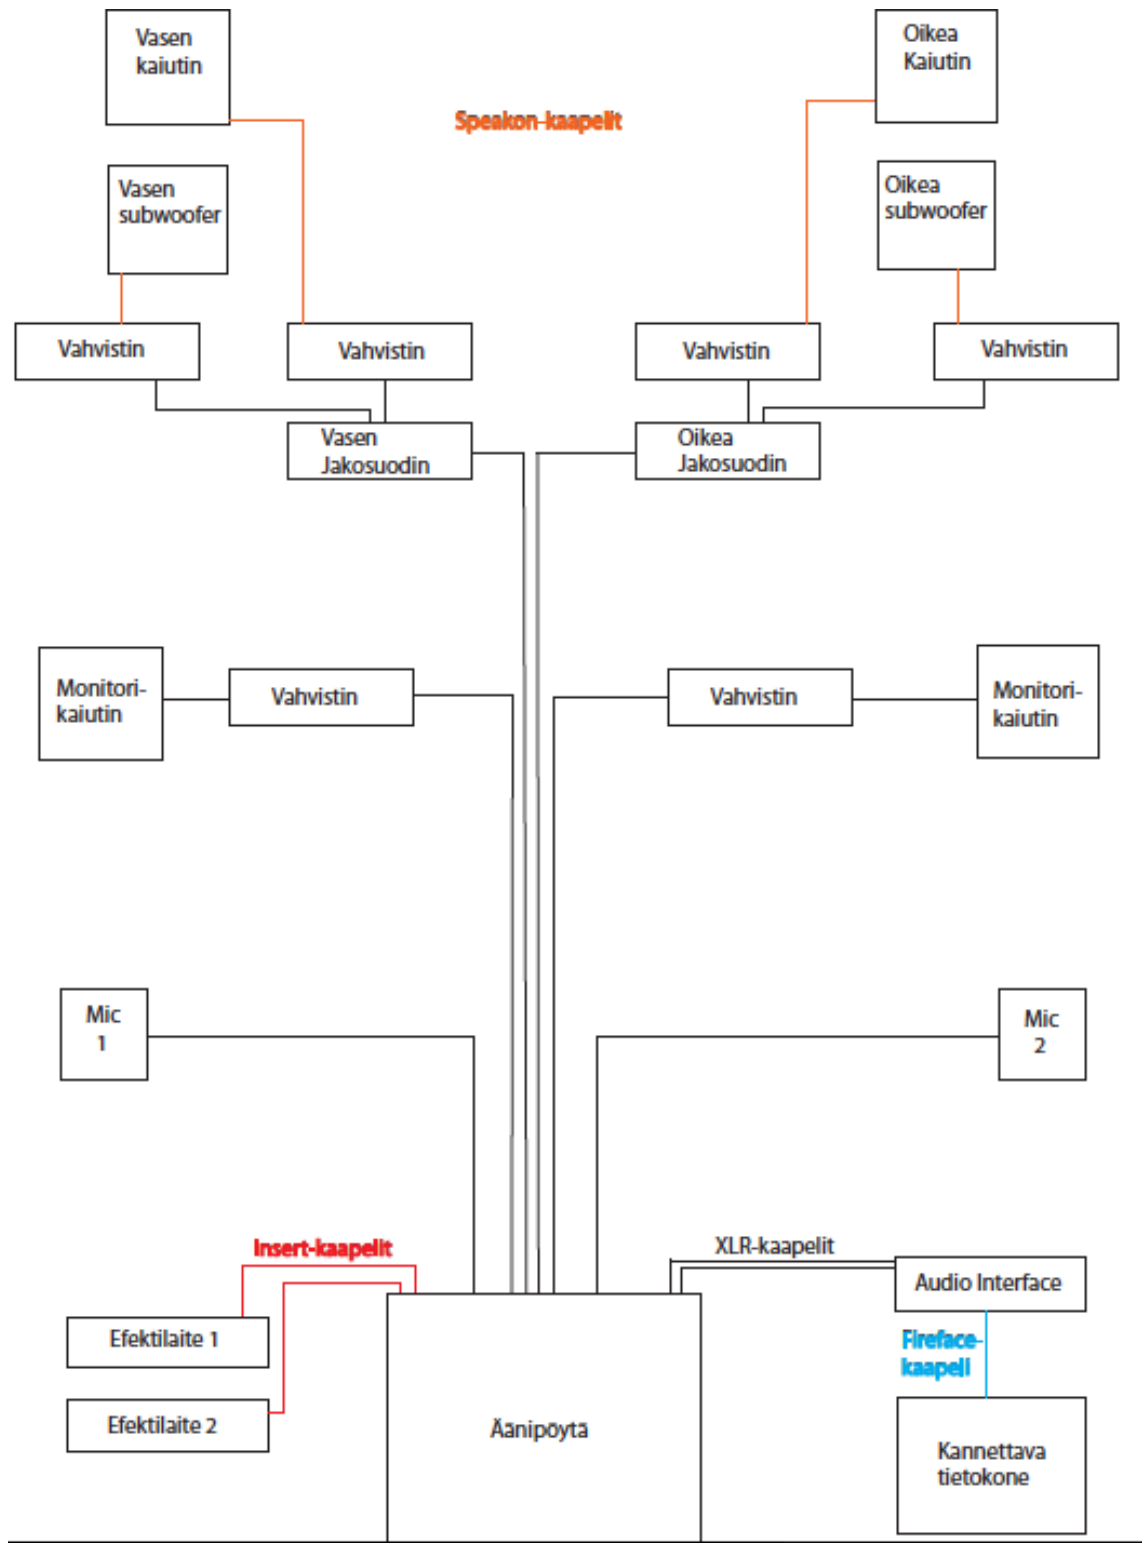 Vasen
kaiutin
Oikea
Kaiutin
Speakon-kaapelit
Vasen
subwoofer
Oikea
subwoofer
Vahvistin
Vahvistin
Vahvistin
Vahvistin
Vasen
Jakosuodin
Oikea
Jakosuodin
Monitori-
kaiutin
Vahvistin
Vahvistin
Monitori-
kaiutin
Mic
1
Mic
2
Insert-kaapelit
XLR-kaapelit
Efektilaite 1
Audio Interface
Fireface-
kaapeli
Efektilaite 2
Äänipöytä
Kannettava
tietokone